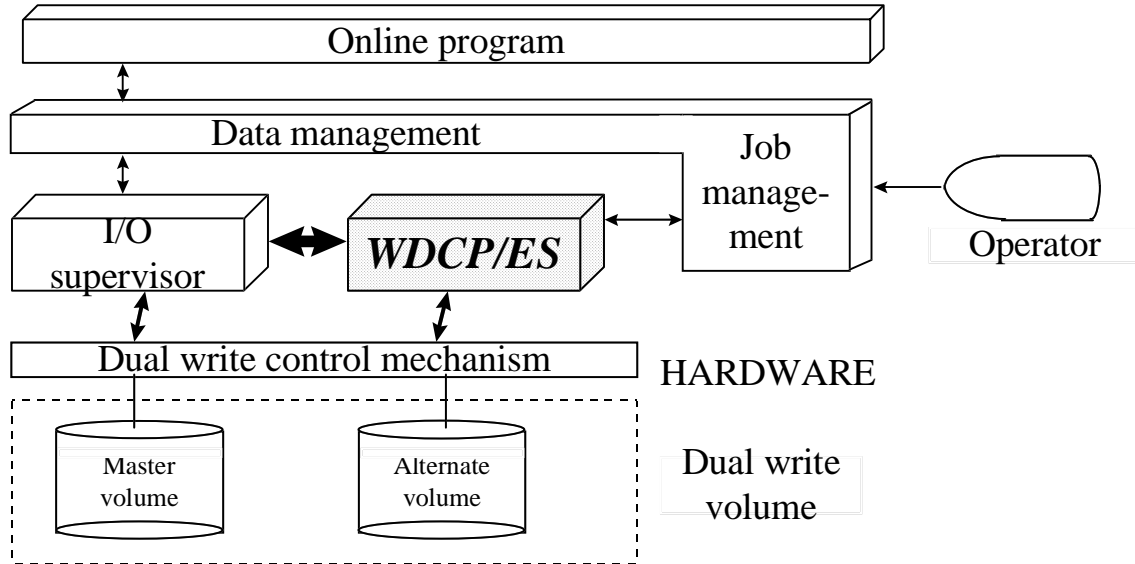 Online program
Data management
Job
manage-
ment
Operator
I/O
supervisor
WDCP/ES
Dual write control mechanism
HARDWARE
Master
volume
Alternate
volume
Dual write
volume